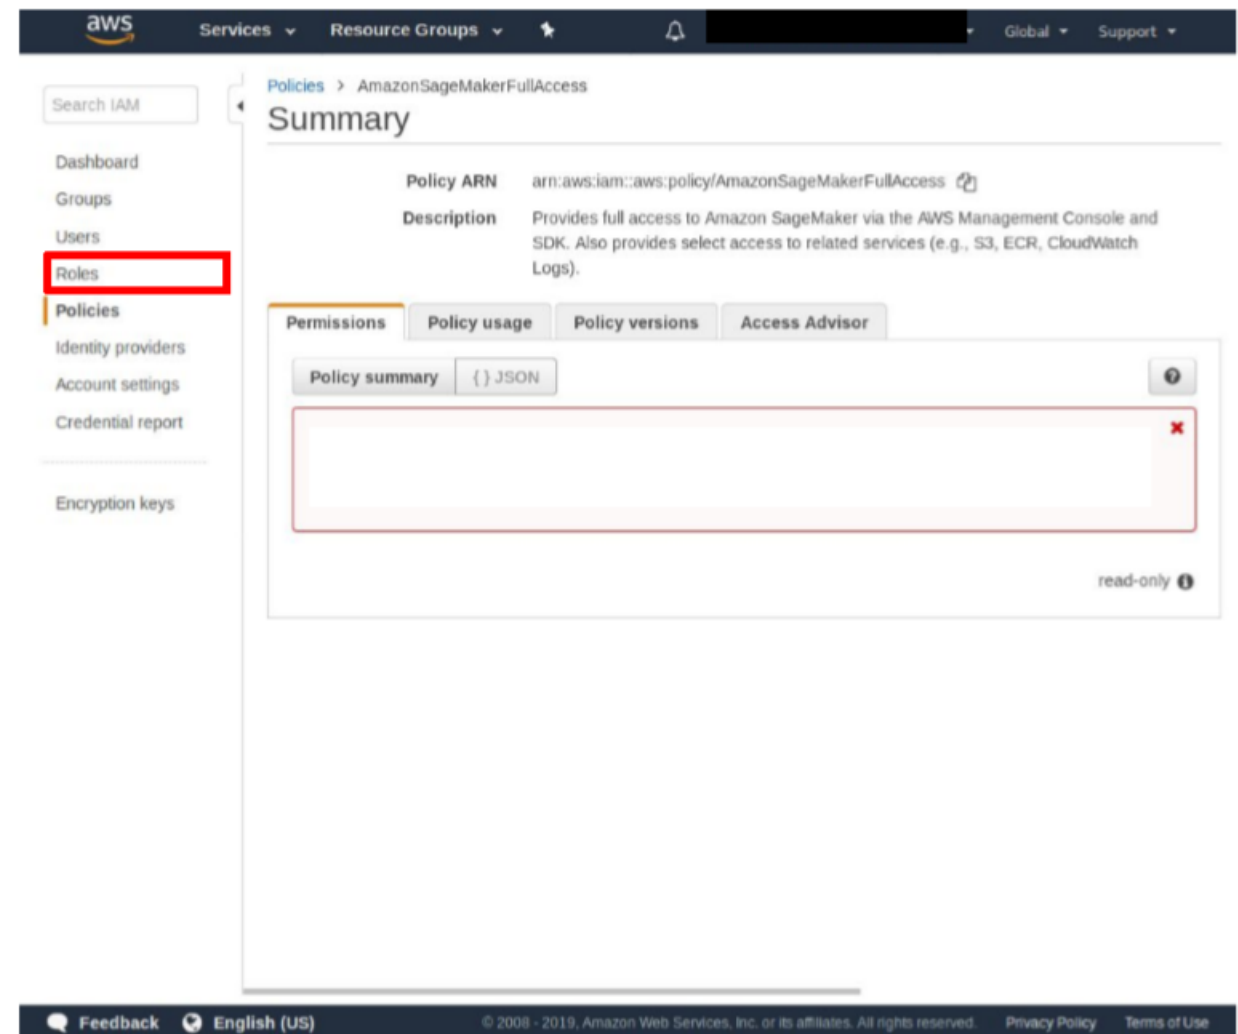 aws
Services Resource Groups Global Support
Search IAM
Dashboard
Groups
Users
Roles
Policies
Identity providers
Account settings
Credential report
Encryption keys
Policies > AmazonSageMakerFullAccess
Summary
Policy ARN arn:aws:iam::aws:policy/AmazonSageMakerFullAccess
Description Provides full access to Amazon SageMaker via the AWS Management Console and
SDK. Also provides select access to related services (e.g., S3, ECR, CloudWatch
Logs).
Permissions Policy usage Policy versions Access Advisor
Policy summary { } JSON
read-only
Feedback English (US) © 2008 - 2019, Amazon Web Services, Inc. or its affiliates. All rights reserved. Privacy Policy Terms of Use